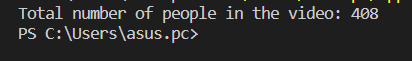 Total number of people in the video: 408
PS C:\Users\asus.pc>